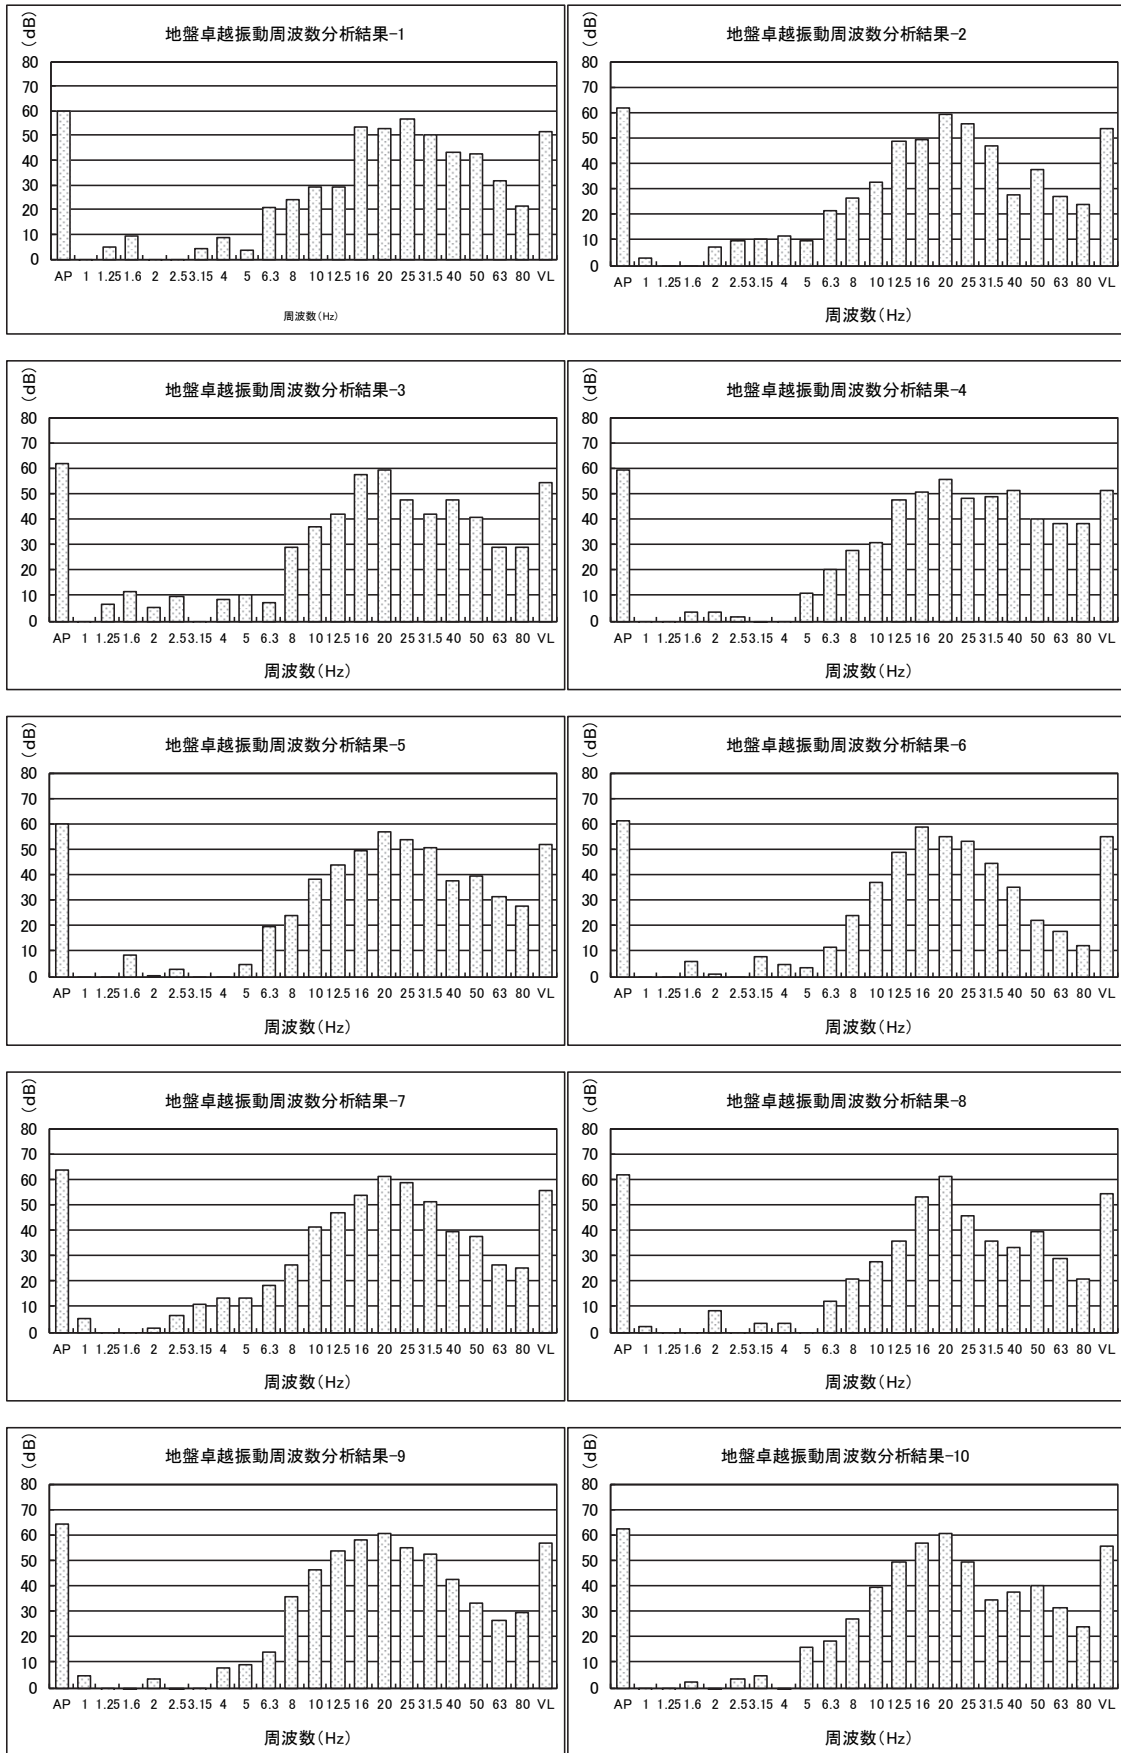 (dB)
地盤卓越振動周波数分析結果-1
80
70
60
50
40
30
20
10
0
AP 1 1.25 1.6 2 2.5 3.15 4 5 6.3 8 10 12.5 16 20 25 31.5 40 50 63 80 VL
周波数(Hz)
(dB)
地盤卓越振動周波数分析結果-2
80
70
60
50
40
30
20
10
0
AP 1 1.25 1.6 2 2.5 3.15 4 5 6.3 8 10 12.5 16 20 25 31.5 40 50 63 80 VL
周波数(Hz)
(dB)
地盤卓越振動周波数分析結果-3
80
70
60
50
40
30
20
10
0
AP 1 1.25 1.6 2 2.5 3.15 4 5 6.3 8 10 12.5 16 20 25 31.5 40 50 63 80 VL
周波数(Hz)
(dB)
地盤卓越振動周波数分析結果-4
80
70
60
50
40
30
20
10
0
AP 1 1.25 1.6 2 2.5 3.15 4 5 6.3 8 10 12.5 16 20 25 31.5 40 50 63 80 VL
周波数(Hz)
(dB)
地盤卓越振動周波数分析結果-5
80
70
60
50
40
30
20
10
0
AP 1 1.25 1.6 2 2.5 3.15 4 5 6.3 8 10 12.5 16 20 25 31.5 40 50 63 80 VL
周波数(Hz)
(dB)
地盤卓越振動周波数分析結果-6
80
70
60
50
40
30
20
10
0
AP 1 1.25 1.6 2 2.5 3.15 4 5 6.3 8 10 12.5 16 20 25 31.5 40 50 63 80 VL
周波数(Hz)
(dB)
地盤卓越振動周波数分析結果-7
80
70
60
50
40
30
20
10
0
AP 1 1.25 1.6 2 2.5 3.15 4 5 6.3 8 10 12.5 16 20 25 31.5 40 50 63 80 VL
周波数(Hz)
(dB)
地盤卓越振動周波数分析結果-8
80
70
60
50
40
30
20
10
0
AP 1 1.25 1.6 2 2.5 3.15 4 5 6.3 8 10 12.5 16 20 25 31.5 40 50 63 80 VL
周波数(Hz)
(dB)
地盤卓越振動周波数分析結果-9
80
70
60
50
40
30
20
10
0
AP 1 1.25 1.6 2 2.5 3.15 4 5 6.3 8 10 12.5 16 20 25 31.5 40 50 63 80 VL
周波数(Hz)
(dB)
地盤卓越振動周波数分析結果-10
80
70
60
50
40
30
20
10
0
AP 1 1.25 1.6 2 2.5 3.15 4 5 6.3 8 10 12.5 16 20 25 31.5 40 50 63 80 VL
周波数(Hz)